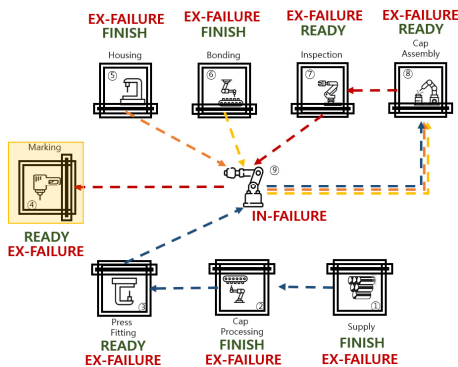 EX-FAILURE
FINISH
Housing
⑤
EX-FAILURE
FINISH
Bonding
⑥
EX-FAILURE
READY
Inspection
⑦
EX-FAILURE
READY
Cap
Assembly
⑧
Marking
④
READY
EX-FAILURE
⑨
IN-FAILURE
③
Press
Fitting
READY
EX-FAILURE
②
Cap
Processing
FINISH
EX-FAILURE
①
Supply
FINISH
EX-FAILURE